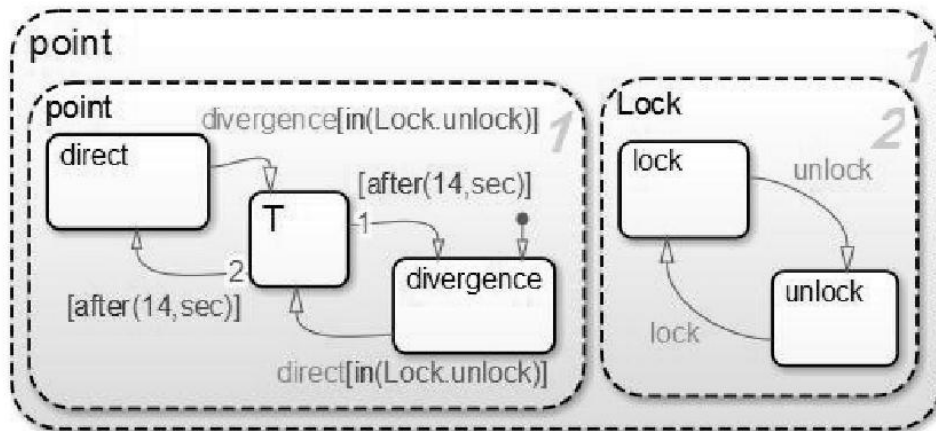 point
1
point
1
divergence[in(Lock.unlock)]
direct
[after(14,sec)]
T
1
2
divergence
[after(14,sec)]
direct[in(Lock.unlock)]
Lock
2
lock
unlock
unlock
lock